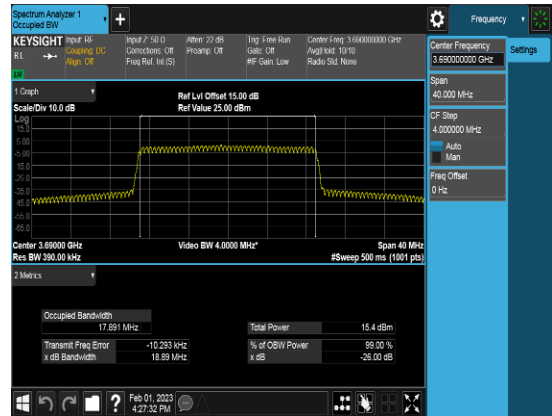 Spectrum Analyzer 1
Occupied BW
+
Frequency
KEYSIGHT
RL
Input: RF
Coupling: DC
Align: Off
Input Z: 50 Ω
Corrections: Off
Freq Ref: Int (S)
Atten: 22 dB
Preamp: Off
Trig: Free Run
Gate: Off
#IF Gain: Low
Center Freq: 3.690000000 GHz
Avg|Hold: 10/10
Radio Std: None
Center Frequency
3.690000000 GHz
Settings
Span
40.000 MHz
CF Step
4.000000 MHz
Auto
Man
Freq Offset
0 Hz
1 Graph
Scale/Div 10.0 dB
Ref Lvl Offset 15.00 dB
Ref Value 25.00 dBm
Log
15.0
5.00
-5.00
-15.0
-25.0
-35.0
-45.0
-55.0
-65.0
Center 3.69000 GHz
Res BW 390.00 kHz
Video BW 4.0000 MHz*
Span 40 MHz
#Sweep 500 ms (1001 pts)
2 Metrics
Occupied Bandwidth
17.891 MHz
Total Power
15.4 dBm
Transmit Freq Error
-10.293 kHz
% of OBW Power
99.00 %
x dB Bandwidth
18.89 MHz
x dB
-26.00 dB
?
Feb 01, 2023
4:27:32 PM